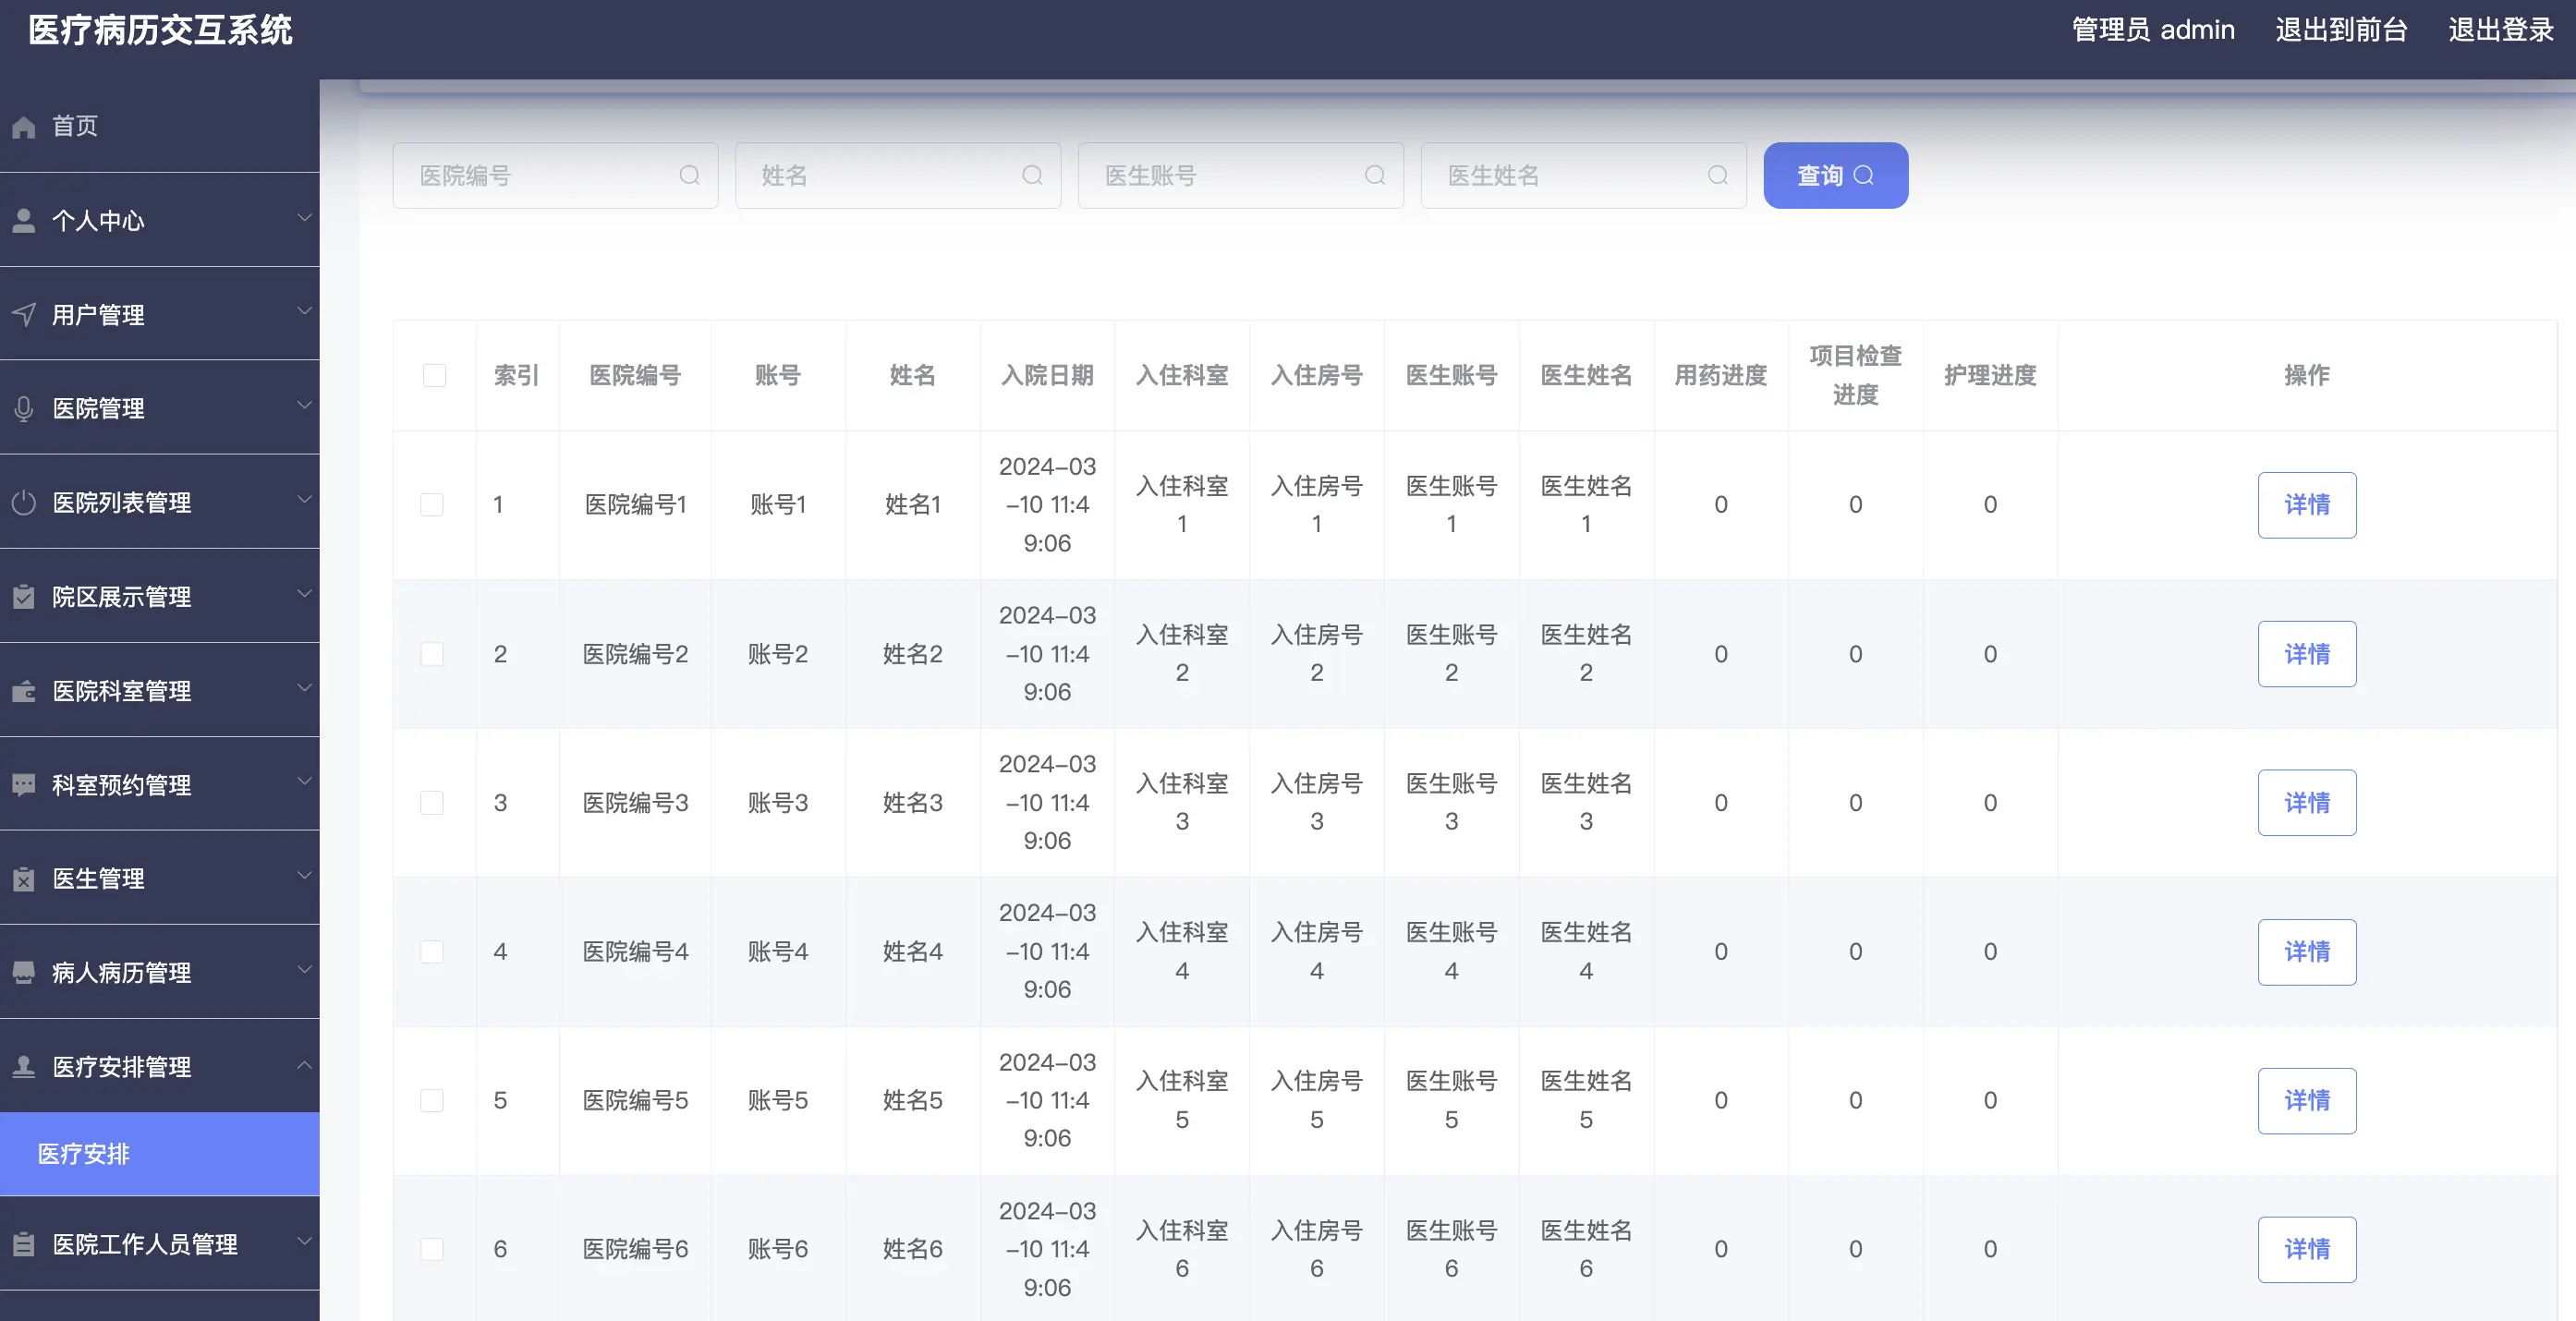 医疗病历交互系统
管理员 admin 退出到前台 退出登录
首页
个人中心
用户管理
医院管理
医院列表管理
院区展示管理
医院科室管理
科室预约管理
医生管理
病人病历管理
医疗安排管理
医疗安排
医院工作人员管理
医院编号 姓名 医生账号 医生姓名 查询
索引 医院编号 账号 姓名 入院日期 入住科室 入住房号 医生账号 医生姓名 用药进度 项目检查 护理进度 操作
进度
2024-03
入住科室 入住房号 医生账号 医生姓名
1 医院编号1 账号1 姓名1 -10 11:4 0 0 0 详情
1 1 1 1
9:06
2024-03
入住科室 入住房号 医生账号 医生姓名
2 医院编号2 账号2 姓名2 -10 11:4 0 0 0 详情
2 2 2 2
9:06
2024-03
入住科室 入住房号 医生账号 医生姓名
3 医院编号3 账号3 姓名3 -10 11:4 0 0 0 详情
3 3 3 3
9:06
2024-03
入住科室 入住房号 医生账号 医生姓名
4 医院编号4 账号4 姓名4 -10 11:4 0 0 0 详情
4 4 4 4
9:06
2024-03
入住科室 入住房号 医生账号 医生姓名
5 医院编号5 账号5 姓名5 -10 11:4 0 0 0 详情
5 5 5 5
9:06
2024-03
入住科室 入住房号 医生账号 医生姓名
6 医院编号6 账号6 姓名6 -10 11:4 0 0 0 详情
6 6 6 6
9:06